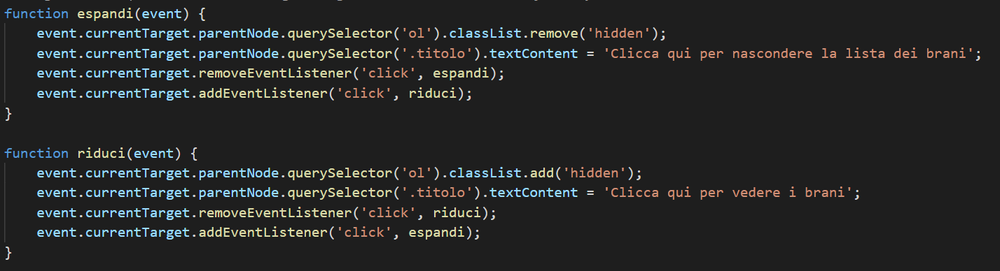 function espandi(event) {
    event.currentTarget.parentNode.querySelector('ol').classList.remove('hidden');
    event.currentTarget.parentNode.querySelector('.titolo').textContent = 'Clicca qui per nascondere la lista dei brani';
    event.currentTarget.removeEventListener('click', espandi);
    event.currentTarget.addEventListener('click', riduci);
}

function riduci(event) {
    event.currentTarget.parentNode.querySelector('ol').classList.add('hidden');
    event.currentTarget.parentNode.querySelector('.titolo').textContent = 'Clicca qui per vedere i brani';
    event.currentTarget.removeEventListener('click', riduci);
    event.currentTarget.addEventListener('click', espandi);
}